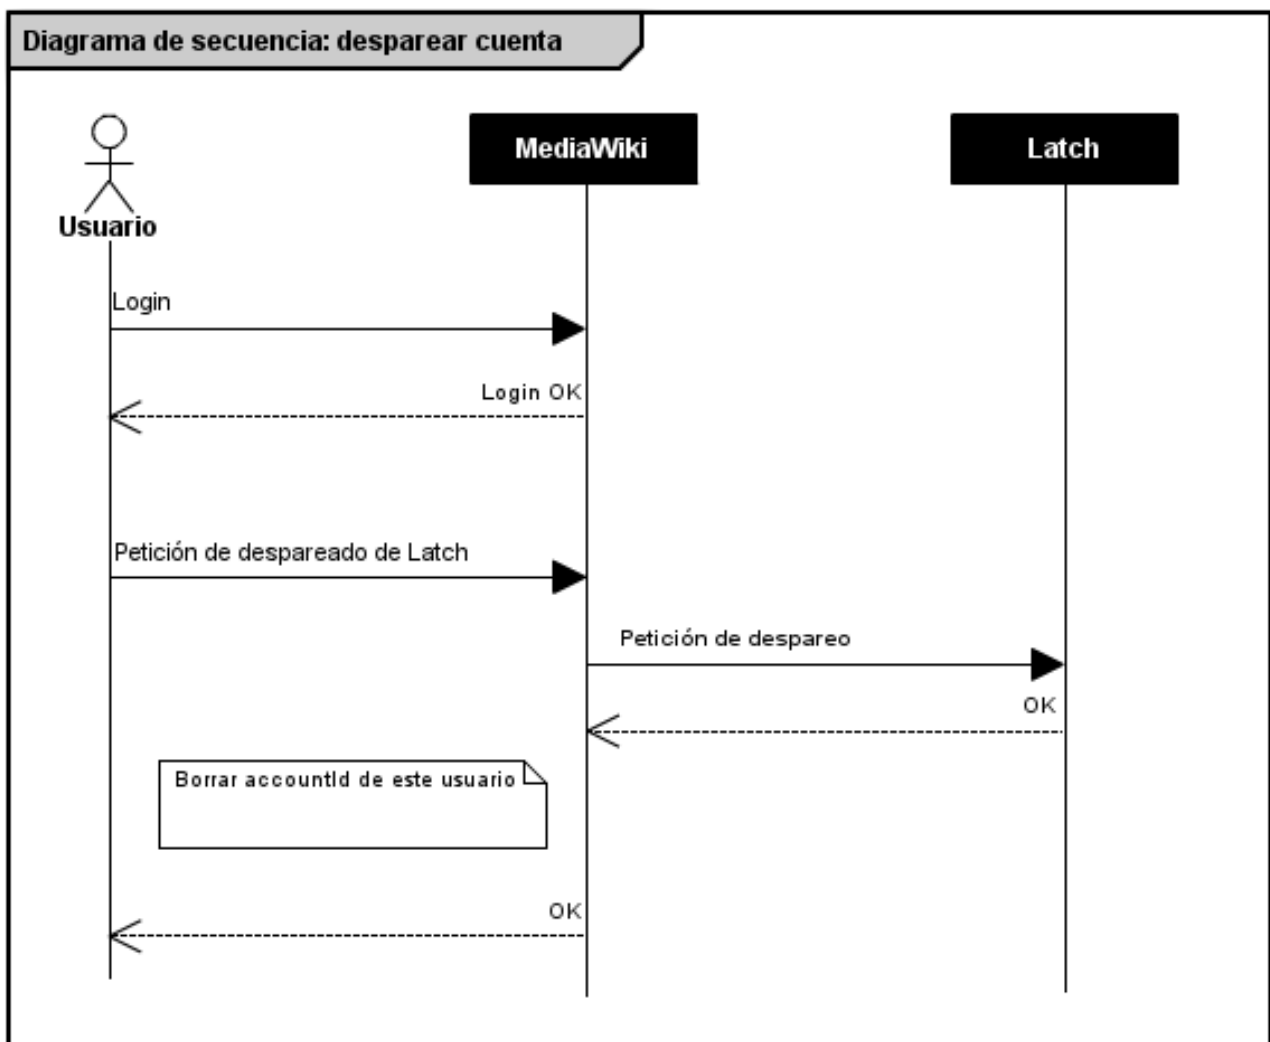 Diagrama de secuencia: desparear cuenta
MediaWiki
Latch
Usuario
Login
Login OK
Petición de despareado de Latch
Petición de despareo
OK
Borrar accountId de este usuario
OK